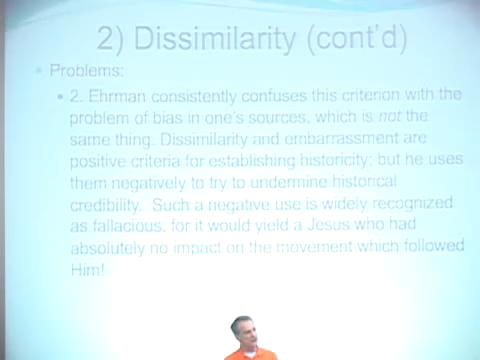 2) Dissimilarity (cont'd)
• Problems:
• 2. Ehrman consistently confuses this criterion with the
problem of bias in one's sources, which is not the
same thing. Dissimilarity and embarrassment are
positive criteria for establishing historicity; but he uses
them negatively to try to undermine historical
credibility. Such a negative use is widely recognized
as fallacious, for it would yield a Jesus who had
absolutely no impact on the movement which followed
Him!